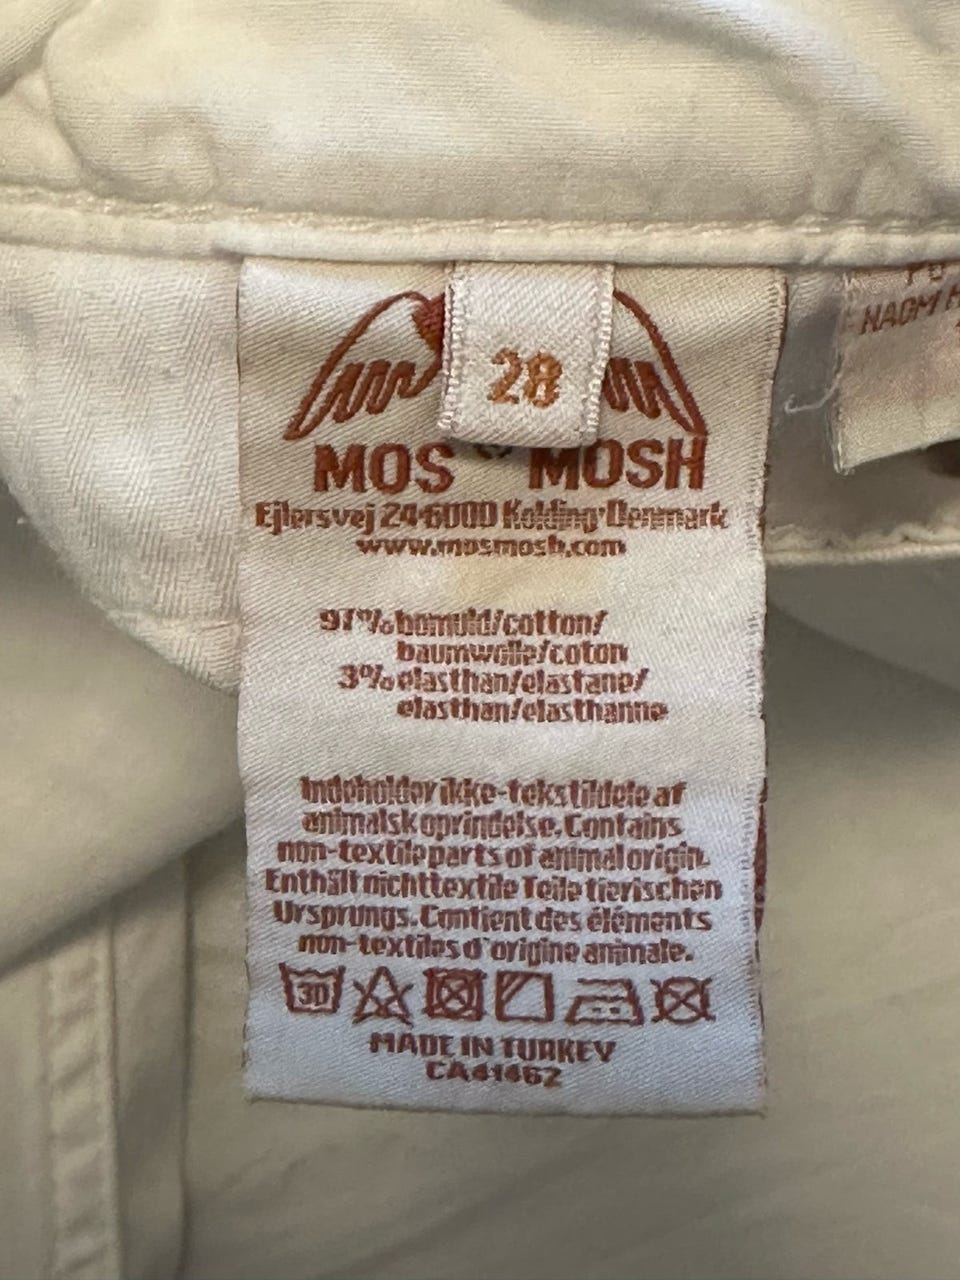 28
MOS MOSH
Ejlersvej 24·6000 Kolding·Denmark
www.mosmosh.com
97% bomuld/cotton/
baumwolle/coton
3% elasthan/elastane/
elasthan/elasthanne
Indeholder ikke-tekstildele af
animalsk oprindelse. Contains
non-textile parts of animal origin.
Enthält nichttextile Teile tierischen
Ursprungs. Contient des éléments
non-textiles d'origine animale.
30
MADE IN TURKEY
CA41462
NAOMI